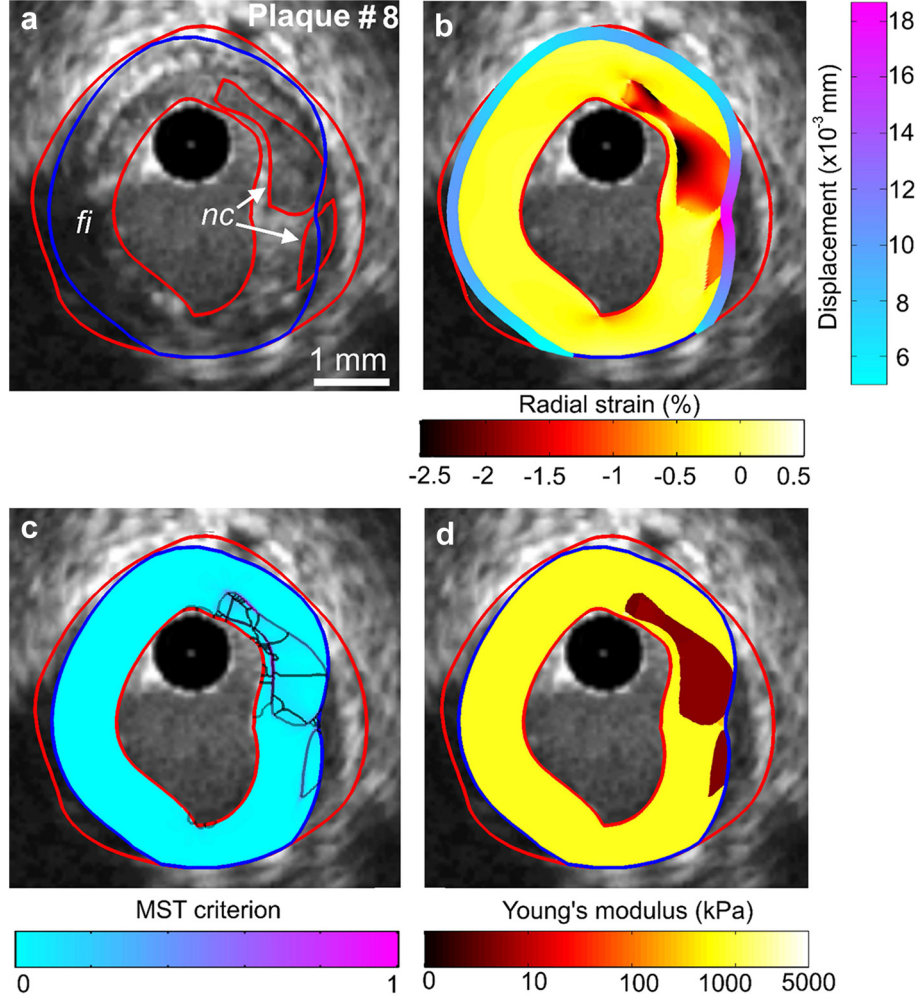 a
Plaque # 8
fi
nc
1 mm
b
Displacement (x10⁻³ mm)
18
16
14
12
10
8
6
Radial strain (%)
-2.5 -2 -1.5 -1 -0.5 0 0.5
c
d
MST criterion
0 1
Young's modulus (kPa)
0 10 100 1000 5000